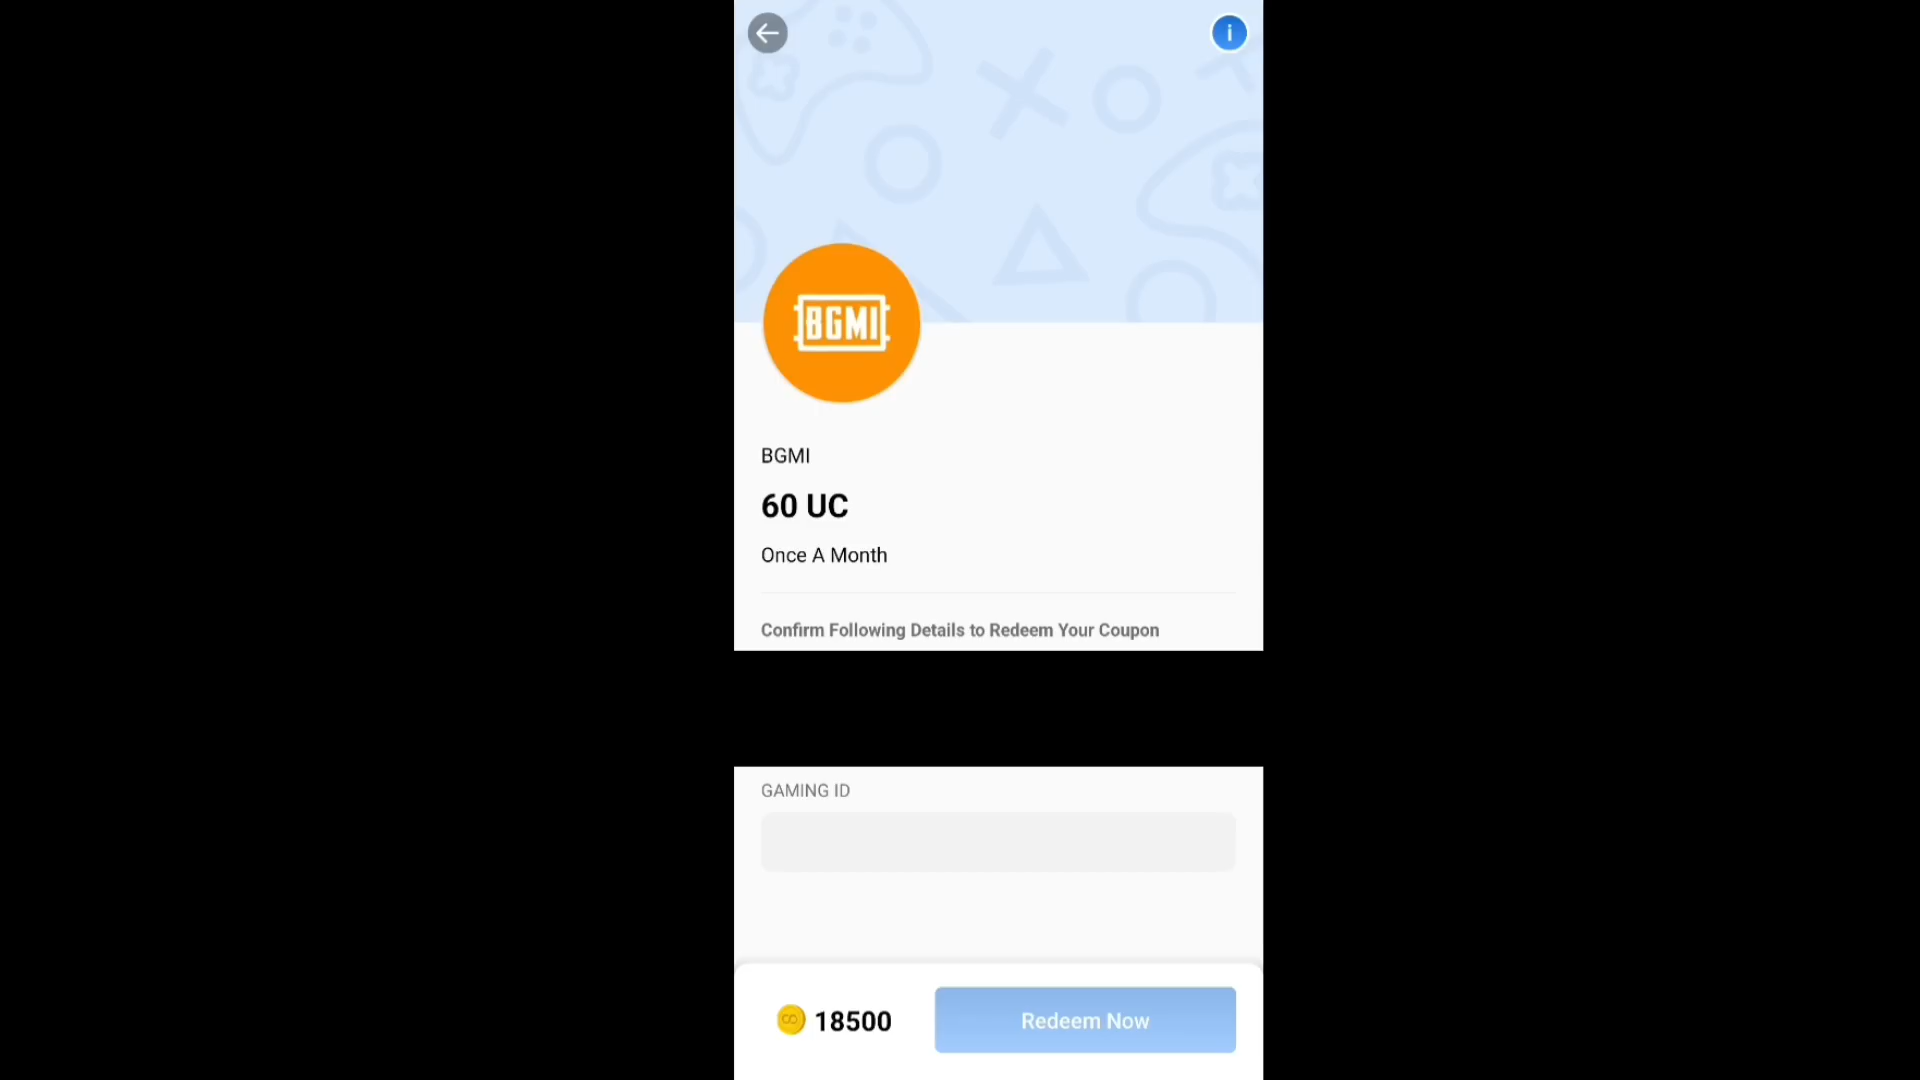 i
BGMI
BGMI
60 UC
Once A Month
Confirm Following Details to Redeem Your Coupon
GAMING ID
18500
Redeem Now